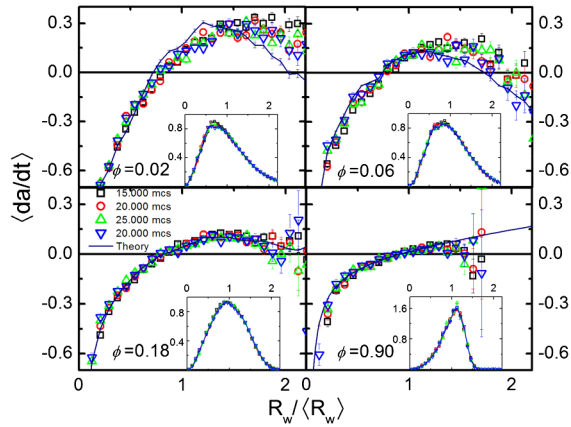 0.3
0.0
-0.3
-0.6
0 1 2
0.8
0.4
ϕ=0.02
0 1 2
0.8
0.4
ϕ=0.06
0.3
0.0
-0.3
-0.6
⟨da/dt⟩
15.000 mcs
20.000 mcs
25.000 mcs
20.000 mcs
Theory
0.3
0.0
-0.3
-0.6
0 1 2
0.8
0.4
0.0
ϕ=0.18
0 1 2
1.6
0.8
ϕ=0.90
0.3
0.0
-0.3
-0.6
0 1 2 1 2
R_w/⟨R_w⟩